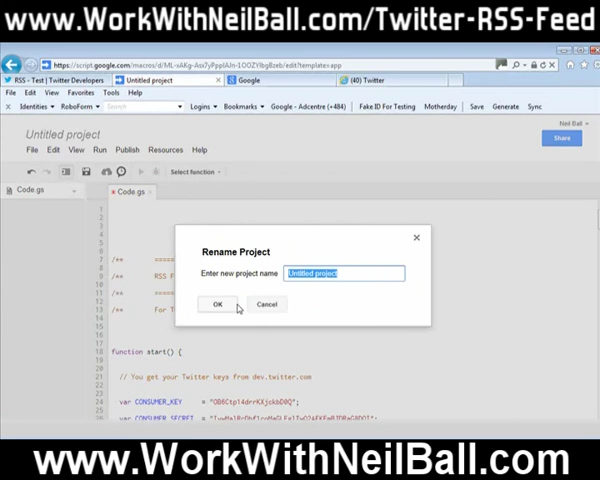 www.WorkWithNeilBall.com/Twitter-RSS-Feed
RSS - Test | Twitter Developers
Untitled project
Google
(40) Twitter
File Edit View Favorites Tools Help
Identities RoboForm Search Logins Bookmarks Google - Adcentre (+484) Fake ID For Testing Motherday Save Generate Sync
Neil Ball
Untitled project
Share
File Edit View Run Publish Resources Help
Select function
Code.gs
Code.gs
Rename Project
Enter new project name Untitled project
OK Cancel
/** RSS F
/**
/** For T
function start() {
// You get your Twitter keys from dev.twitter.com
var CONSUMER_KEY =
var CONSUMER_SECRET =
www.WorkWithNeilBall.com